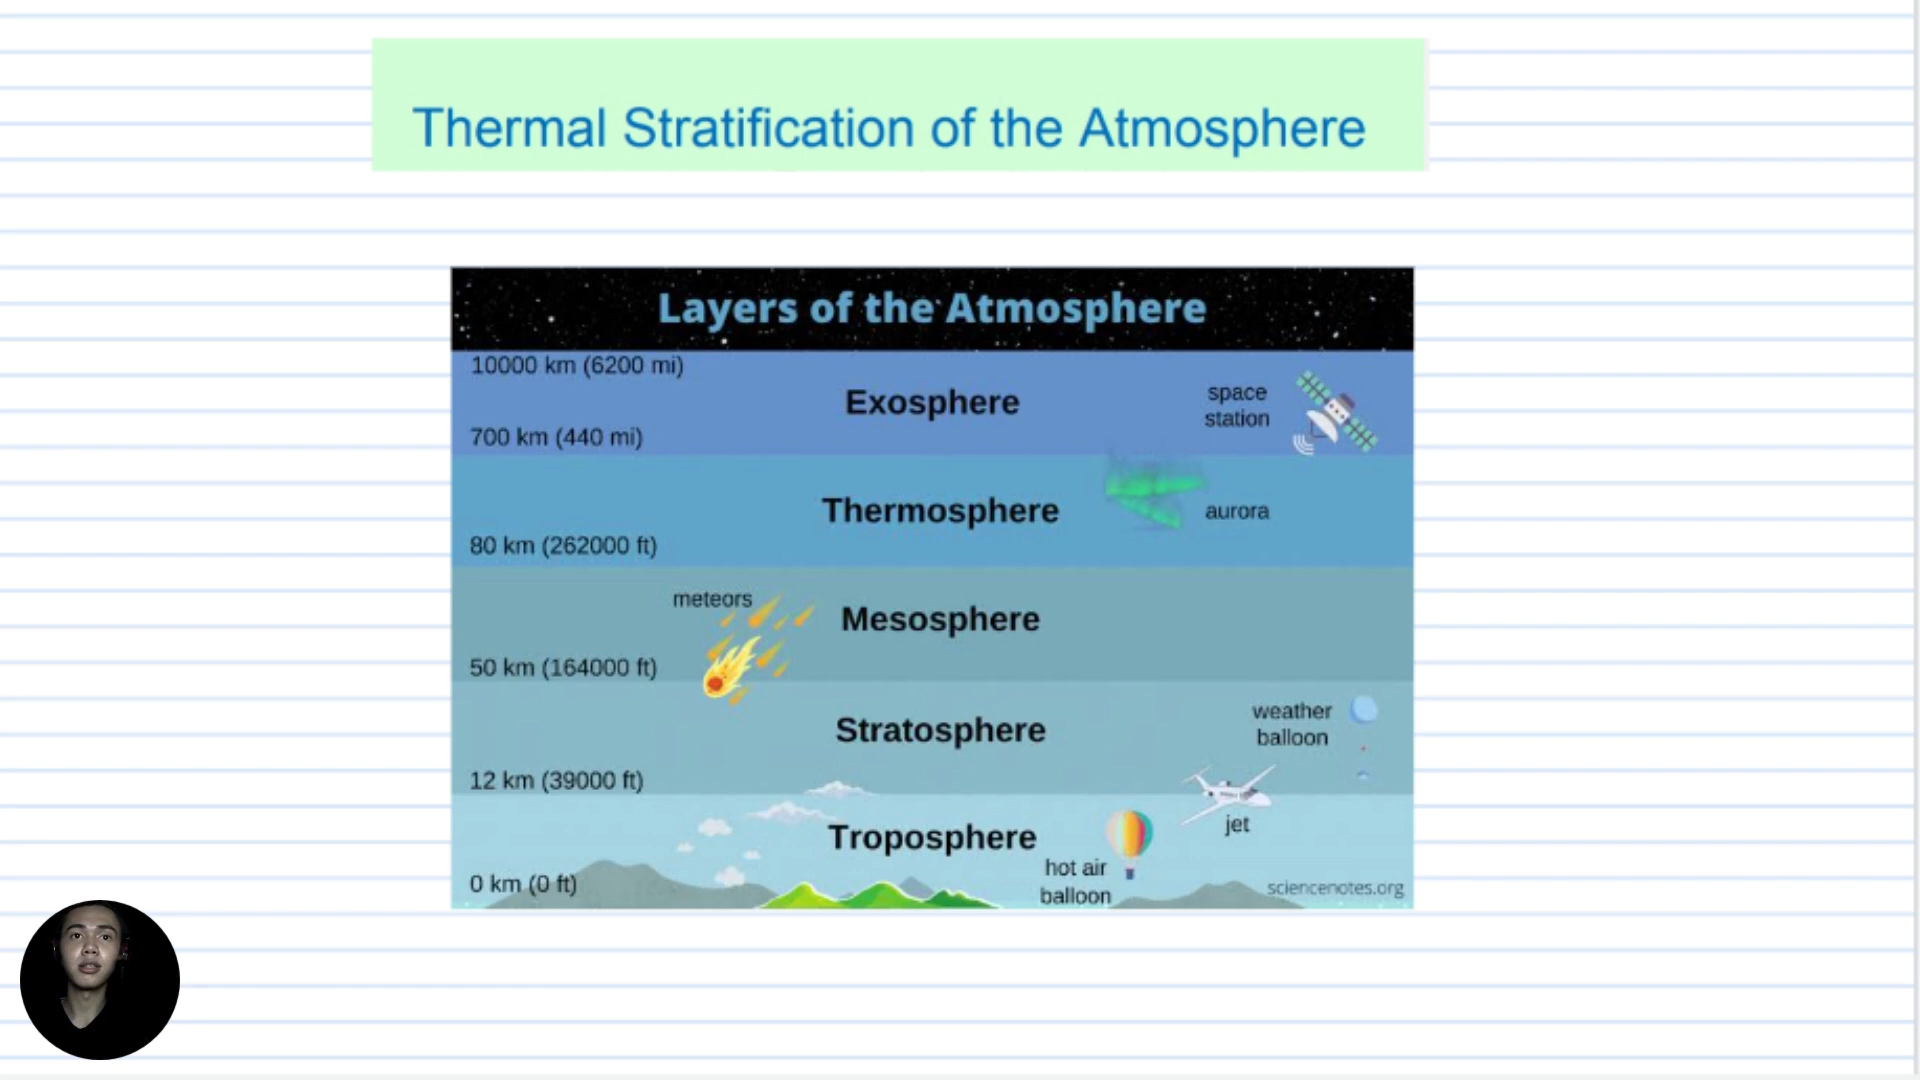 Thermal Stratification of the Atmosphere
Layers of the Atmosphere
10000 km (6200 mi)
Exosphere
space
station
700 km (440 mi)
Thermosphere
aurora
80 km (262000 ft)
meteors
Mesosphere
50 km (164000 ft)
Stratosphere
weather
balloon
12 km (39000 ft)
jet
Troposphere
hot air
balloon
0 km (0 ft)
sciencenotes.org